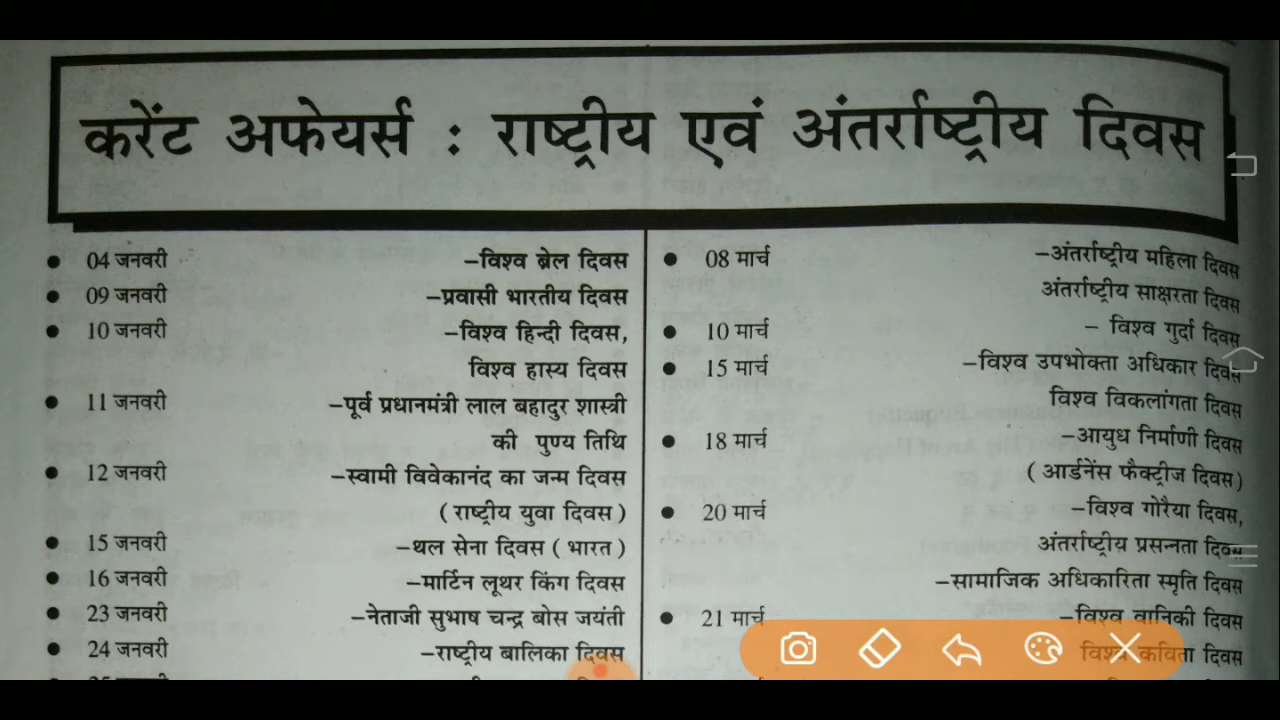 करेंट अफेयर्स : राष्ट्रीय एवं अंतर्राष्ट्रीय दिवस
• 04 जनवरी –विश्व ब्रेल दिवस
• 09 जनवरी –प्रवासी भारतीय दिवस
• 10 जनवरी –विश्व हिन्दी दिवस,
विश्व हास्य दिवस
• 11 जनवरी –पूर्व प्रधानमंत्री लाल बहादुर शास्त्री
की पुण्य तिथि
• 12 जनवरी –स्वामी विवेकानंद का जन्म दिवस
( राष्ट्रीय युवा दिवस )
• 15 जनवरी –थल सेना दिवस ( भारत )
• 16 जनवरी –मार्टिन लूथर किंग दिवस
• 23 जनवरी –नेताजी सुभाष चन्द्र बोस जयंती
• 24 जनवरी –राष्ट्रीय बालिका दिवस
• 08 मार्च –अंतर्राष्ट्रीय महिला दिवस
अंतर्राष्ट्रीय साक्षरता दिवस
• 10 मार्च – विश्व गुर्दा दिवस
• 15 मार्च –विश्व उपभोक्ता अधिकार दिवस
विश्व विकलांगता दिवस
• 18 मार्च –आयुध निर्माणी दिवस
( आर्डनेंस फैक्ट्रीज दिवस)
• 20 मार्च –विश्व गोरैया दिवस,
अंतर्राष्ट्रीय प्रसन्नता दिवस
–सामाजिक अधिकारिता स्मृति दिवस
• 21 मार्च –विश्व वानिकी दिवस
विश्व कविता दिवस